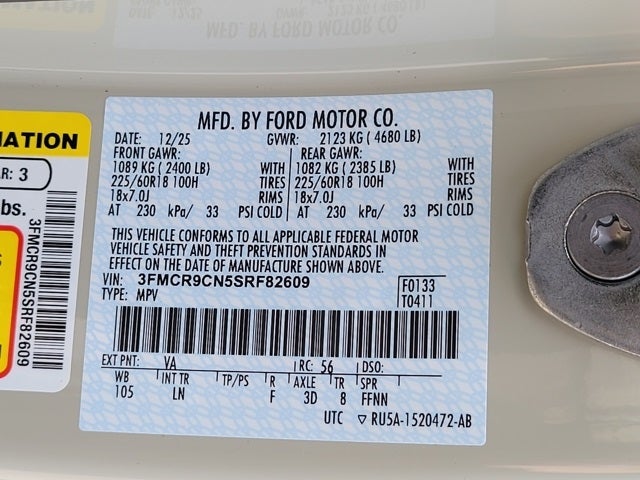 MFD. BY FORD MOTOR CO.
DATE: 12/25 GVWR: 2123 KG ( 4680 LB)
FRONT GAWR: REAR GAWR:
1089 KG ( 2400 LB) WITH 1082 KG ( 2385 LB) WITH
225/60R18 100H TIRES 225/60R18 100H TIRES
18x7.0J RIMS 18x7.0J RIMS
AT 230 kPa/ 33 PSI COLD AT 230 kPa/ 33 PSI COLD
THIS VEHICLE CONFORMS TO ALL APPLICABLE FEDERAL MOTOR
VEHICLE SAFETY AND THEFT PREVENTION STANDARDS IN
EFFECT ON THE DATE OF MANUFACTURE SHOWN ABOVE.
VIN: 3FMCR9CN5SRF82609 F0133
TYPE: MPV T0411
EXT PNT: VA RC: 56 DSO:
WB INT TR TP/PS R AXLE TR SPR
105 LN F 3D 8 FFNN
UTC ▽ RU5A-1520472-AB
MATION
AR: 3
bs.
3FMCR9CN5SRF82609
MFD. BY FORD MOTOR CO.